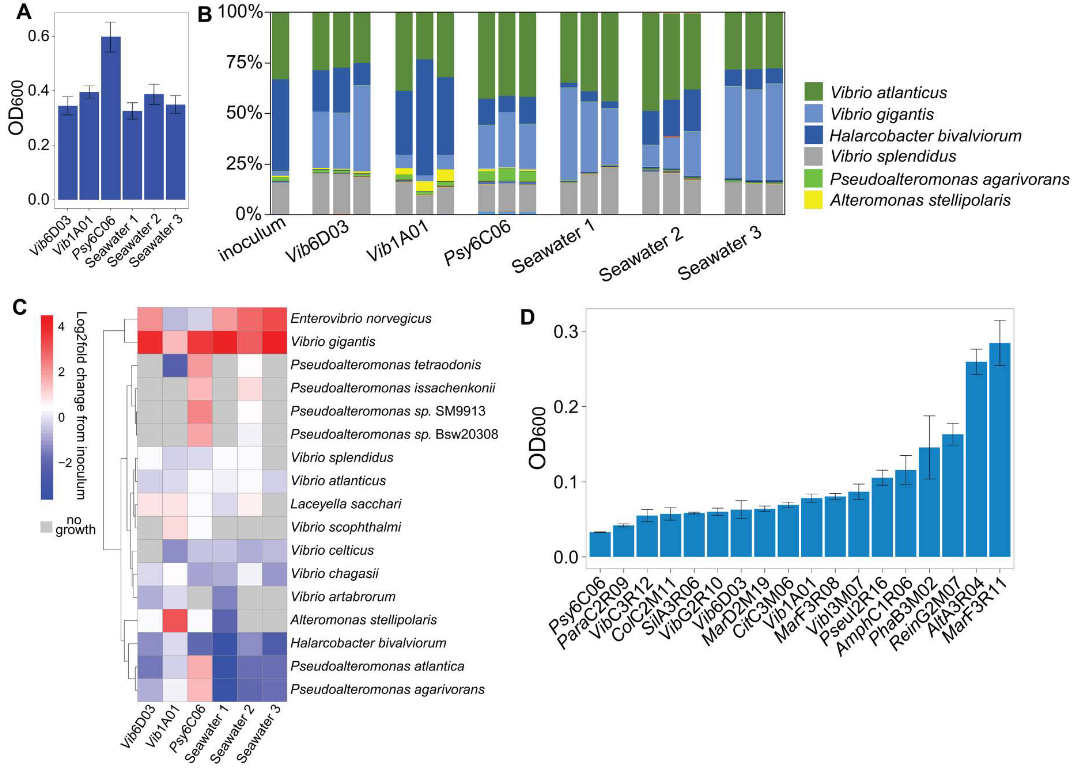 A
OD600
0.6
0.4
0.2
0.0
Vib6D03
Vib1A01
Psy6C06
Seawater 1
Seawater 2
Seawater 3
B
100%
75%
50%
25%
0%
inoculum
Vib6D03
Vib1A01
Psy6C06
Seawater 1
Seawater 2
Seawater 3
Vibrio atlanticus
Vibrio gigantis
Halarcobacter bivalviorum
Vibrio splendidus
Pseudoalteromonas agarivorans
Alteromonas stellipolaris
C
4
2
0
−2
Log2fold change from inoculum
no
growth
Enterovibrio norvegicus
Vibrio gigantis
Pseudoalteromonas tetraodonis
Pseudoalteromonas issachenkonii
Pseudoalteromonas sp. SM9913
Pseudoalteromonas sp. Bsw20308
Vibrio splendidus
Vibrio atlanticus
Laceyella sacchari
Vibrio scophthalmi
Vibrio celticus
Vibrio chagasii
Vibrio artabrorum
Alteromonas stellipolaris
Halarcobacter bivalviorum
Pseudoalteromonas atlantica
Pseudoalteromonas agarivorans
Vib6D03
Vib1A01
Psy6C06
Seawater 1
Seawater 2
Seawater 3
D
OD600
0.3
0.2
0.1
0.0
Psy6C06
ParaC2R09
VibC3R12
ColC2M11
SilA3R06
VibG2R10
Vib6D03
MarD2M19
CitC3M06
Vib1A01
MarF3R08
Vib3M07
Pseul2R16
AmphC1R06
PhaB3M02
ReinG2M07
AltA3R04
MarF3R11